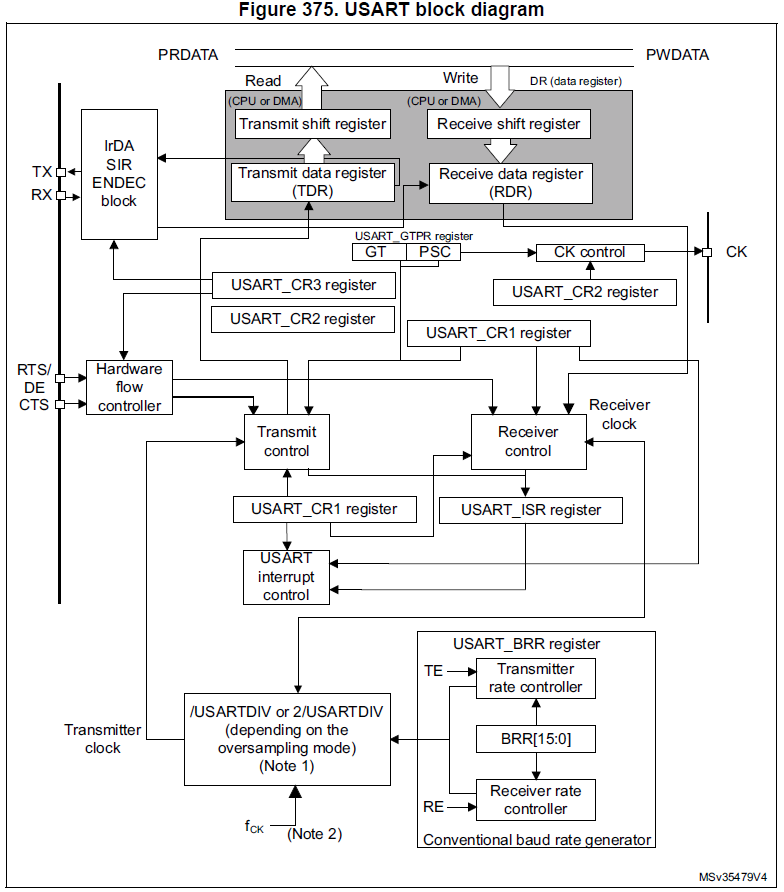 Figure 375. USART block diagram
PRDATA
PWDATA
Read
Write
DR (data register)
(CPU or DMA)
(CPU or DMA)
Transmit shift register
Receive shift register
IrDA
SIR
ENDEC
block
TX
RX
Transmit data register
(TDR)
Receive data register
(RDR)
USART_GTPR register
GT
PSC
CK control
CK
USART_CR3 register
USART_CR2 register
USART_CR2 register
USART_CR1 register
RTS/
DE
CTS
Hardware
flow
controller
Receiver
clock
Transmit
control
Receiver
control
USART_CR1 register
USART_ISR register
USART
interrupt
control
USART_BRR register
TE
Transmitter
rate controller
Transmitter
clock
/USARTDIV or 2/USARTDIV
(depending on the
oversampling mode)
(Note 1)
BRR[15:0]
RE
Receiver rate
controller
fCK
(Note 2)
Conventional baud rate generator
MSv35479V4